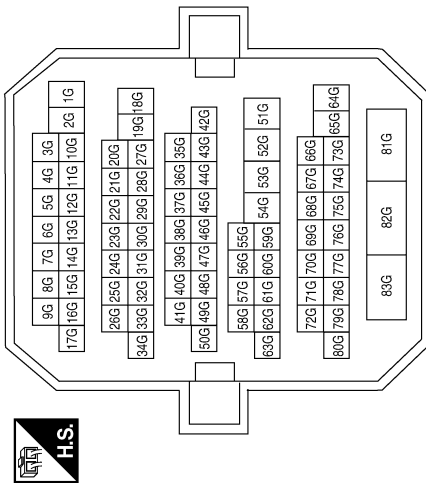 H.S.
9G 8G 7G 6G 5G 4G 3G
17G 16G 15G 14G 13G 12G 11G 10G 2G 1G
26G 25G 24G 23G 22G 21G 20G
34G 33G 32G 31G 30G 29G 28G 27G 19G 18G
41G 40G 39G 38G 37G 36G 35G
50G 49G 48G 47G 46G 45G 44G 43G 42G
58G 57G 56G 55G
63G 62G 61G 60G 59G 54G 53G 52G 51G
72G 71G 70G 69G 68G 67G 66G
80G 79G 78G 77G 76G 75G 74G 73G 65G 64G
83G 82G 81G